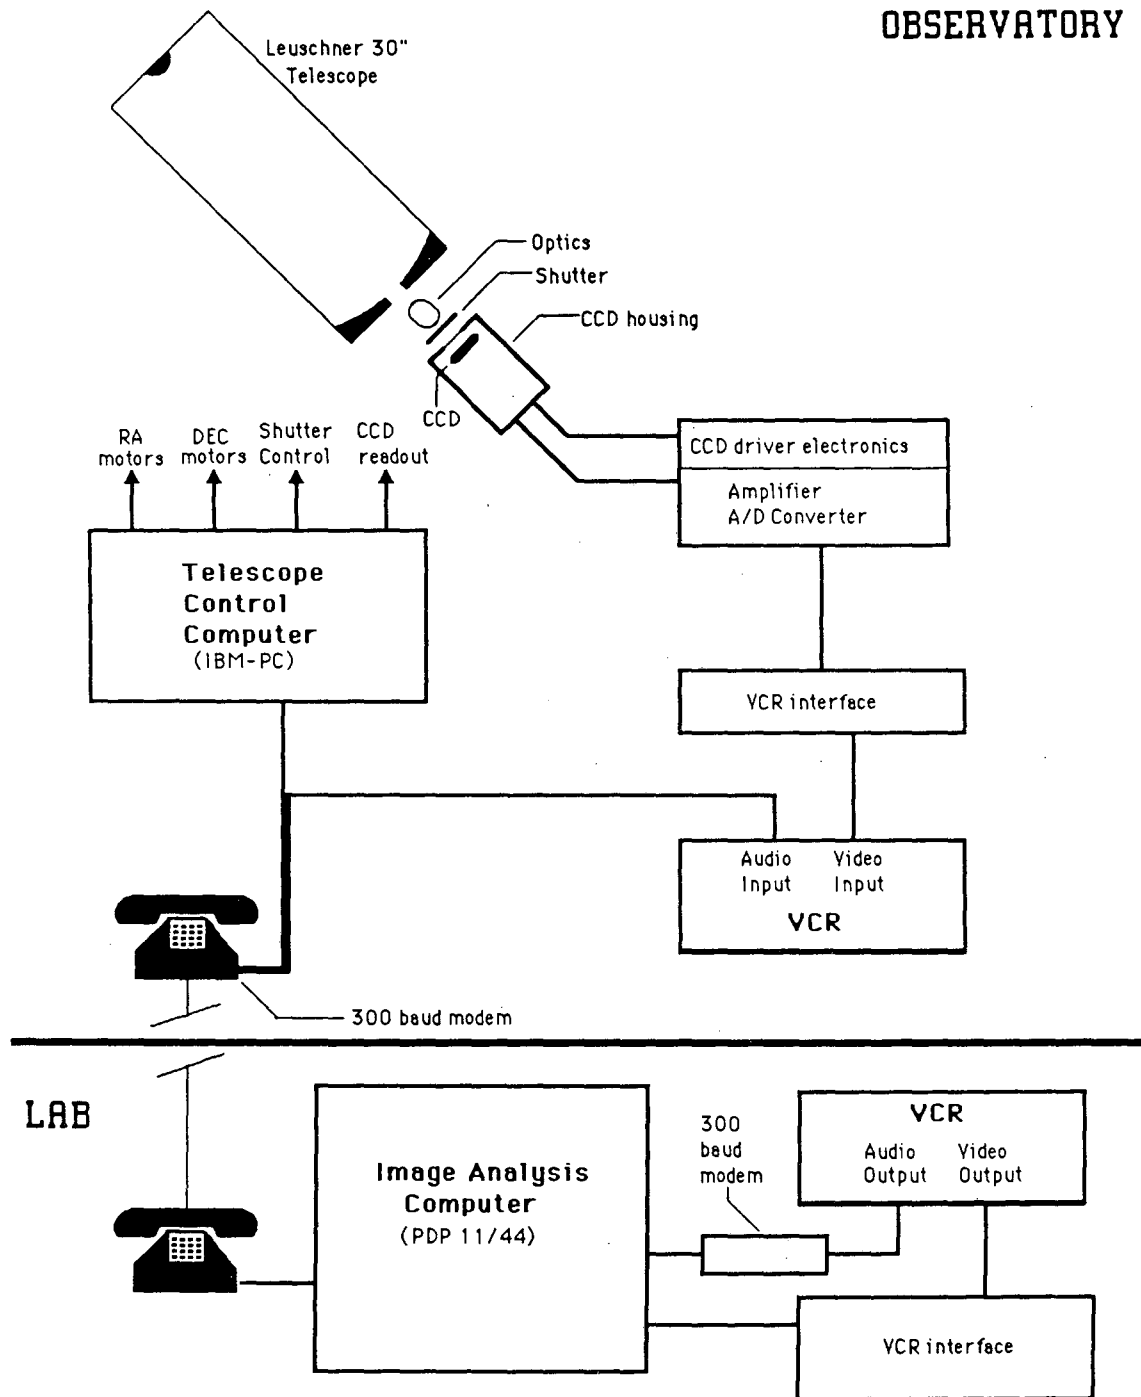 OBSERVATORY
Leuschner 30"
Telescope
Optics
Shutter
CCD housing
CCD
RA
motors
DEC
motors
Shutter
Control
CCD
readout
CCD driver electronics
Amplifier
A/D Converter
Telescope
Control
Computer
(IBM-PC)
VCR interface
Audio
Input
Video
Input
VCR
300 baud modem
LAB
Image Analysis
Computer
(PDP 11/44)
300
baud
modem
VCR
Audio
Output
Video
Output
VCR interface